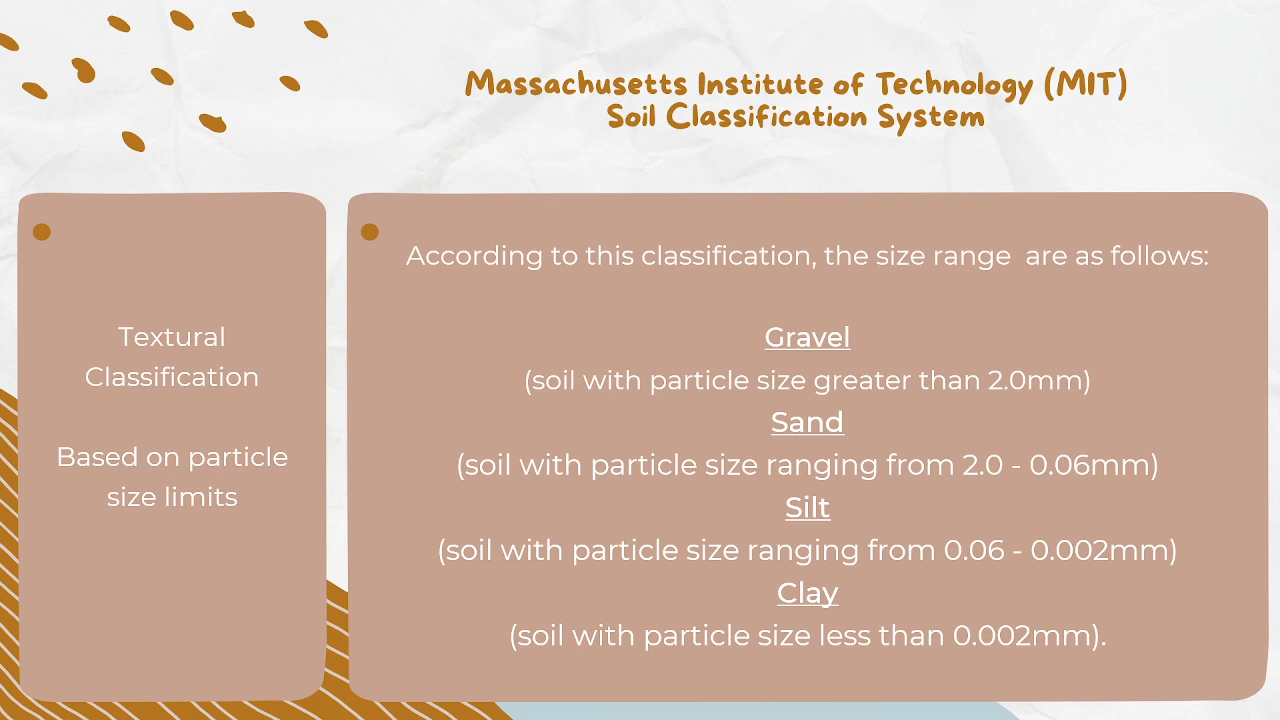 Massachusetts Institute of Technology (MIT)
Soil Classification System
Textural
Classification
Based on particle
size limits
According to this classification, the size range  are as follows:
Gravel
(soil with particle size greater than 2.0mm)
Sand
(soil with particle size ranging from 2.0 - 0.06mm)
Silt
(soil with particle size ranging from 0.06 - 0.002mm)
Clay
(soil with particle size less than 0.002mm).